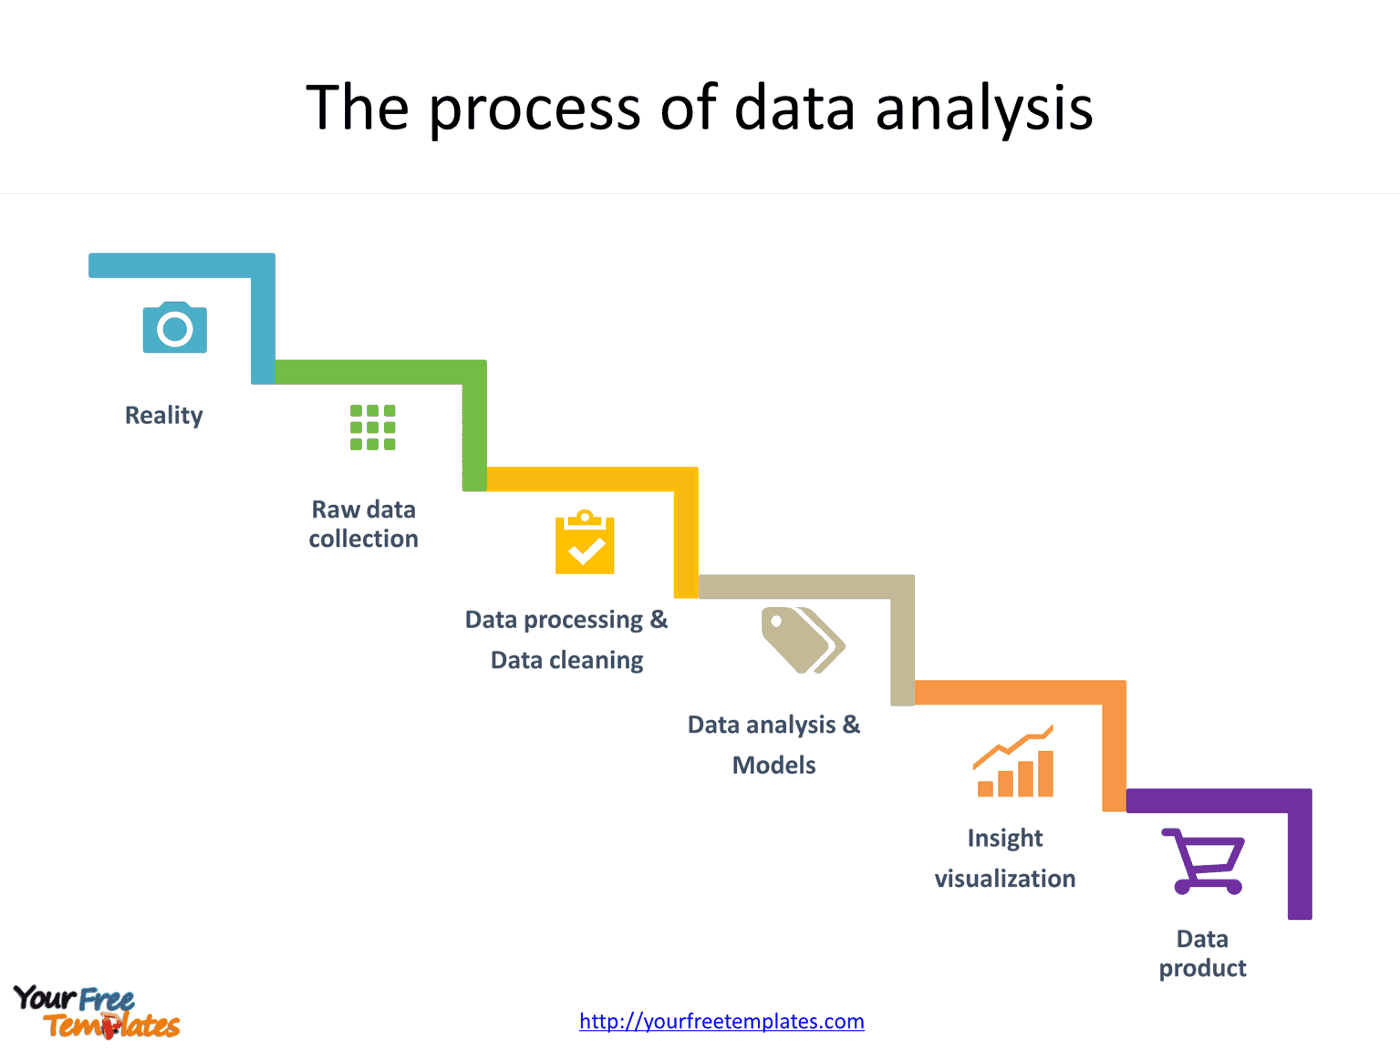 The process of data analysis
Reality
Raw data
collection
Data processing &
Data cleaning
Data analysis &
Models
Insight
visualization
Data
product
Your Free
Templates
http://yourfreetemplates.com